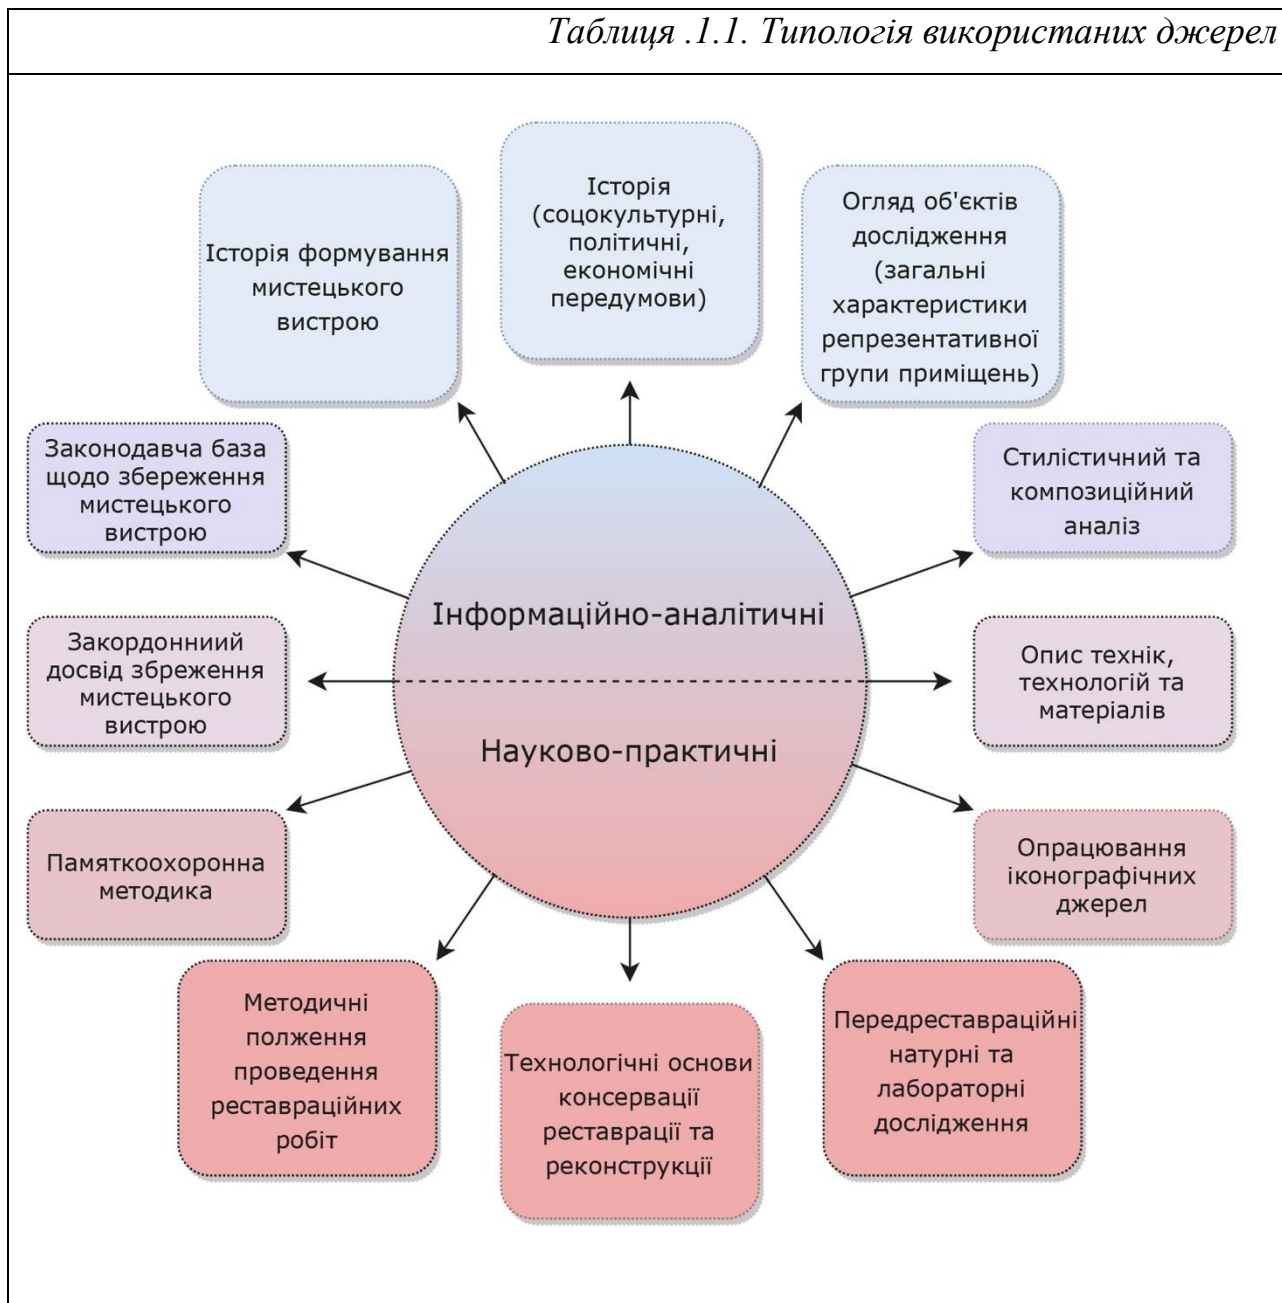 Таблиця .1.1. Типологія використаних джерел
Історія формування
мистецького
вистрою
Історія
(соцокультурні,
політичні,
економічні
передумови)
Огляд об'єктів
дослідження
(загальні
характеристики
репрезентативної
групи приміщень)
Законодавча база
щодо збереження
мистецького
вистрою
Стилістичний та
композиційний
аналіз
Інформаційно-аналітичні
Закордонниий
досвід збреження
мистецького
вистрою
Опис технік,
технологій та
матеріалів
Науково-практичні
Памяткоохоронна
методика
Опрацювання
іконографічних
джерел
Методичні
полження
проведення
реставраційних
робіт
Технологічні основи
консервації
реставрації та
реконструкції
Передреставраційні
натурні та
лабораторні
дослідження